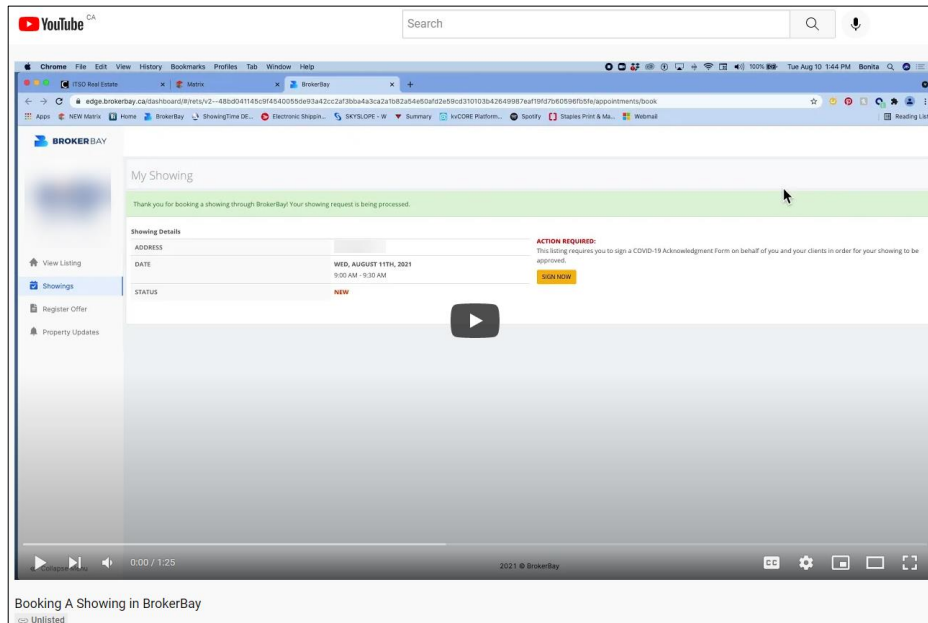 YouTube CA
Search
Chrome File Edit View History Bookmarks Profiles Tab Window Help 100% Tue Aug 10 1:44 PM Bonita
ITSO Real Estate × Matrix × BrokerBay × +
Apps NEW Matrix Home BrokerBay ShowingTime DE... Electronic Shippin... SKYSLOPE - W Summary kvCORE Platform... Spotify Staples Print & Ma... Webmail Reading List
BROKERBAY
My Showing
Thank you for booking a showing through BrokerBay! Your showing request is being processed.
Showing Details
ADDRESS
DATE WED, AUGUST 11TH, 2021
9:00 AM - 9:30 AM
STATUS NEW
ACTION REQUIRED:
This listing requires you to sign a COVID-19 Acknowledgment Form on behalf of you and your clients in order for your showing to be
approved.
SIGN NOW
View Listing
Showings
Register Offer
Property Updates
Collapse Menu
0:00 / 1:25
2021 © BrokerBay
CC
Booking A Showing in BrokerBay
Unlisted